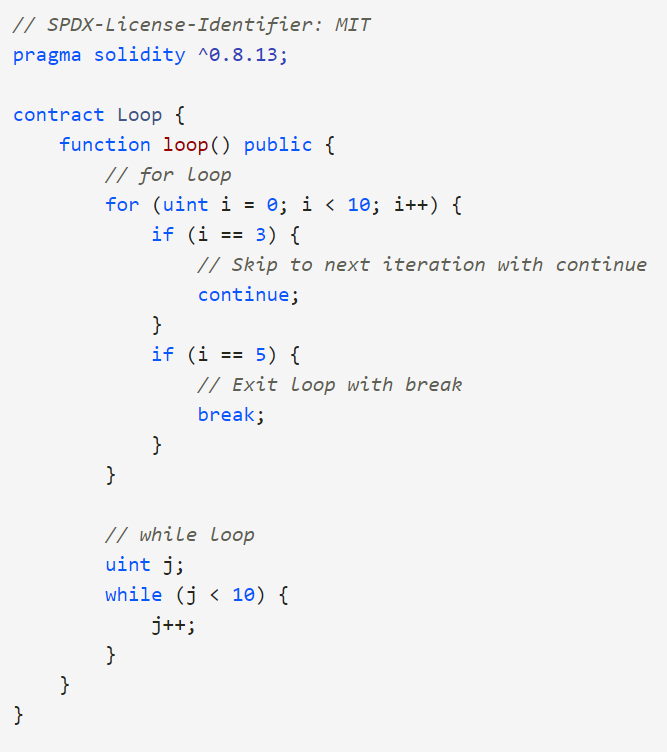 // SPDX-License-Identifier: MIT
pragma solidity ^0.8.13;

contract Loop {
    function loop() public {
        // for loop
        for (uint i = 0; i < 10; i++) {
            if (i == 3) {
                // Skip to next iteration with continue
                continue;
            }
            if (i == 5) {
                // Exit loop with break
                break;
            }
        }

        // while loop
        uint j;
        while (j < 10) {
            j++;
        }
    }
}